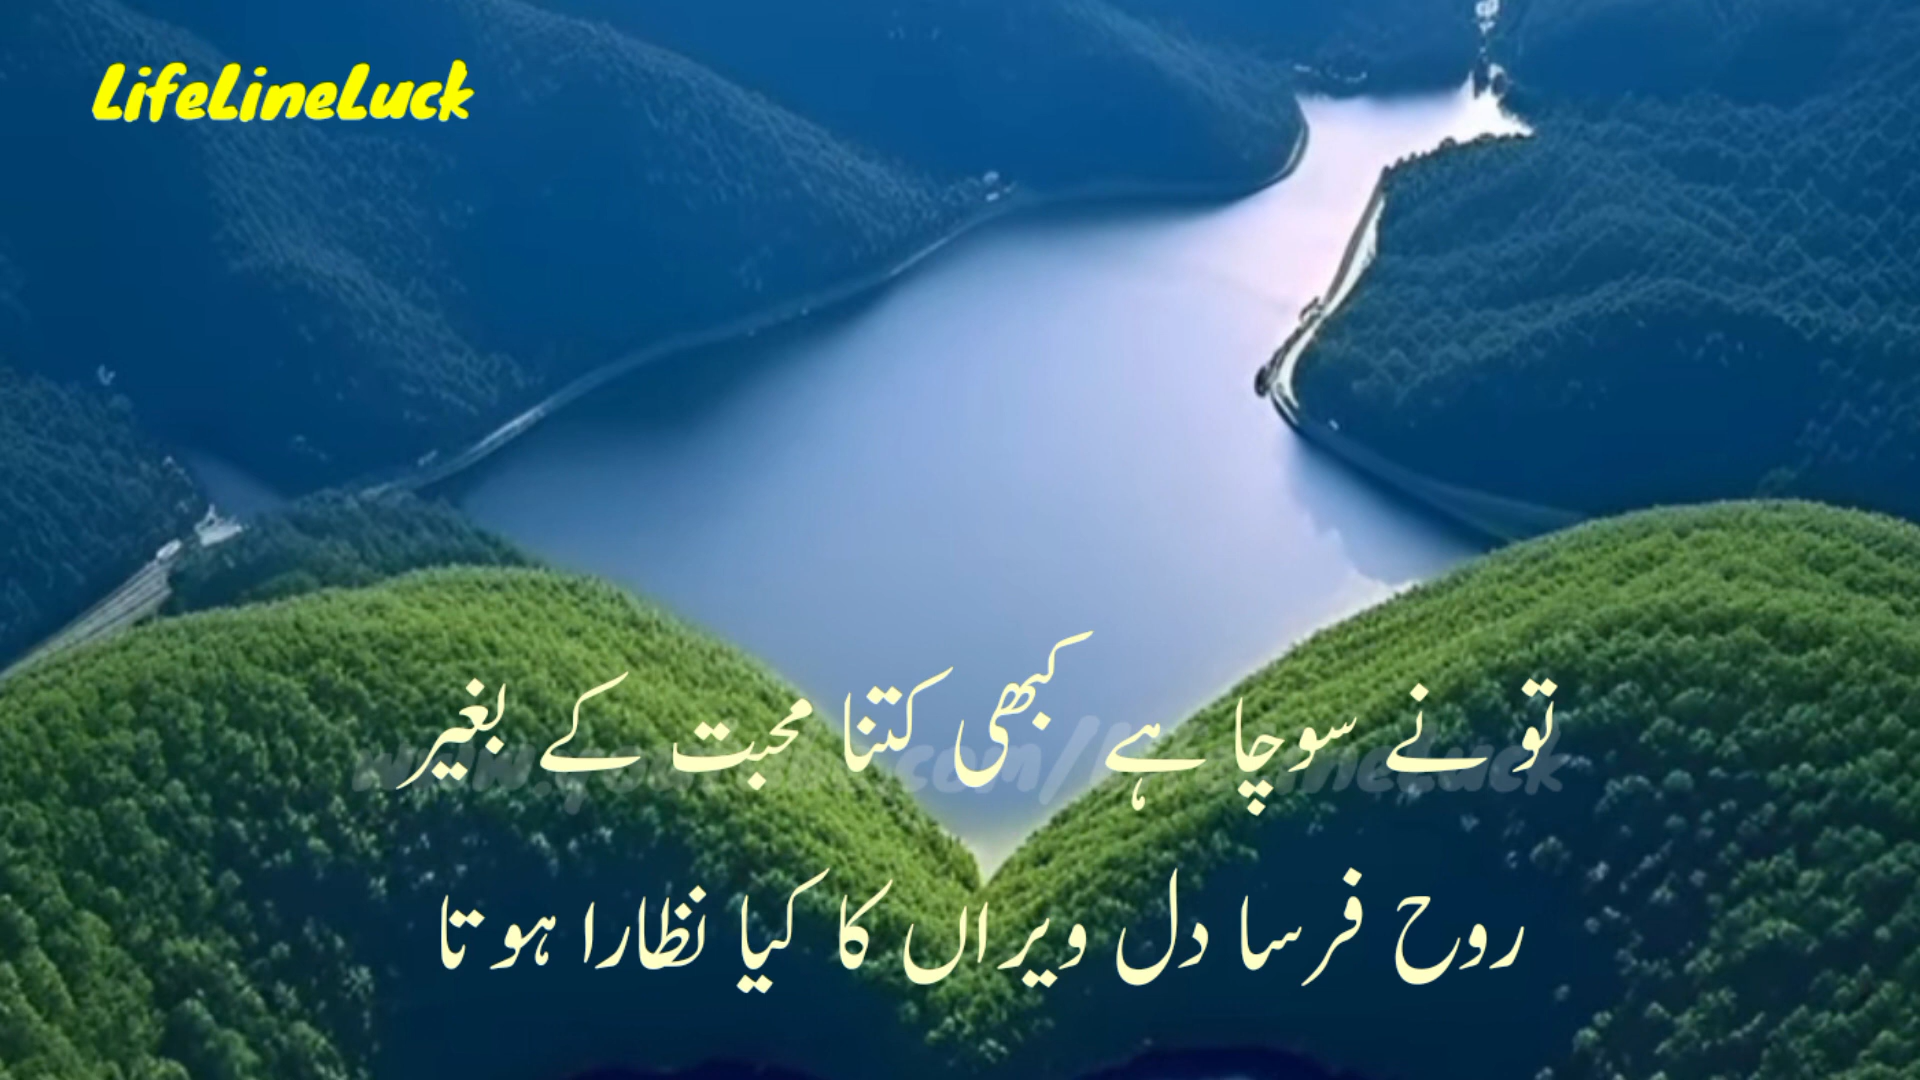 LifeLineLuck
تو نے سوچا ہے کبھی کتنا محبت کے بغیر
روح فرسا دل ویراں کا کیا نظارا ہوتا